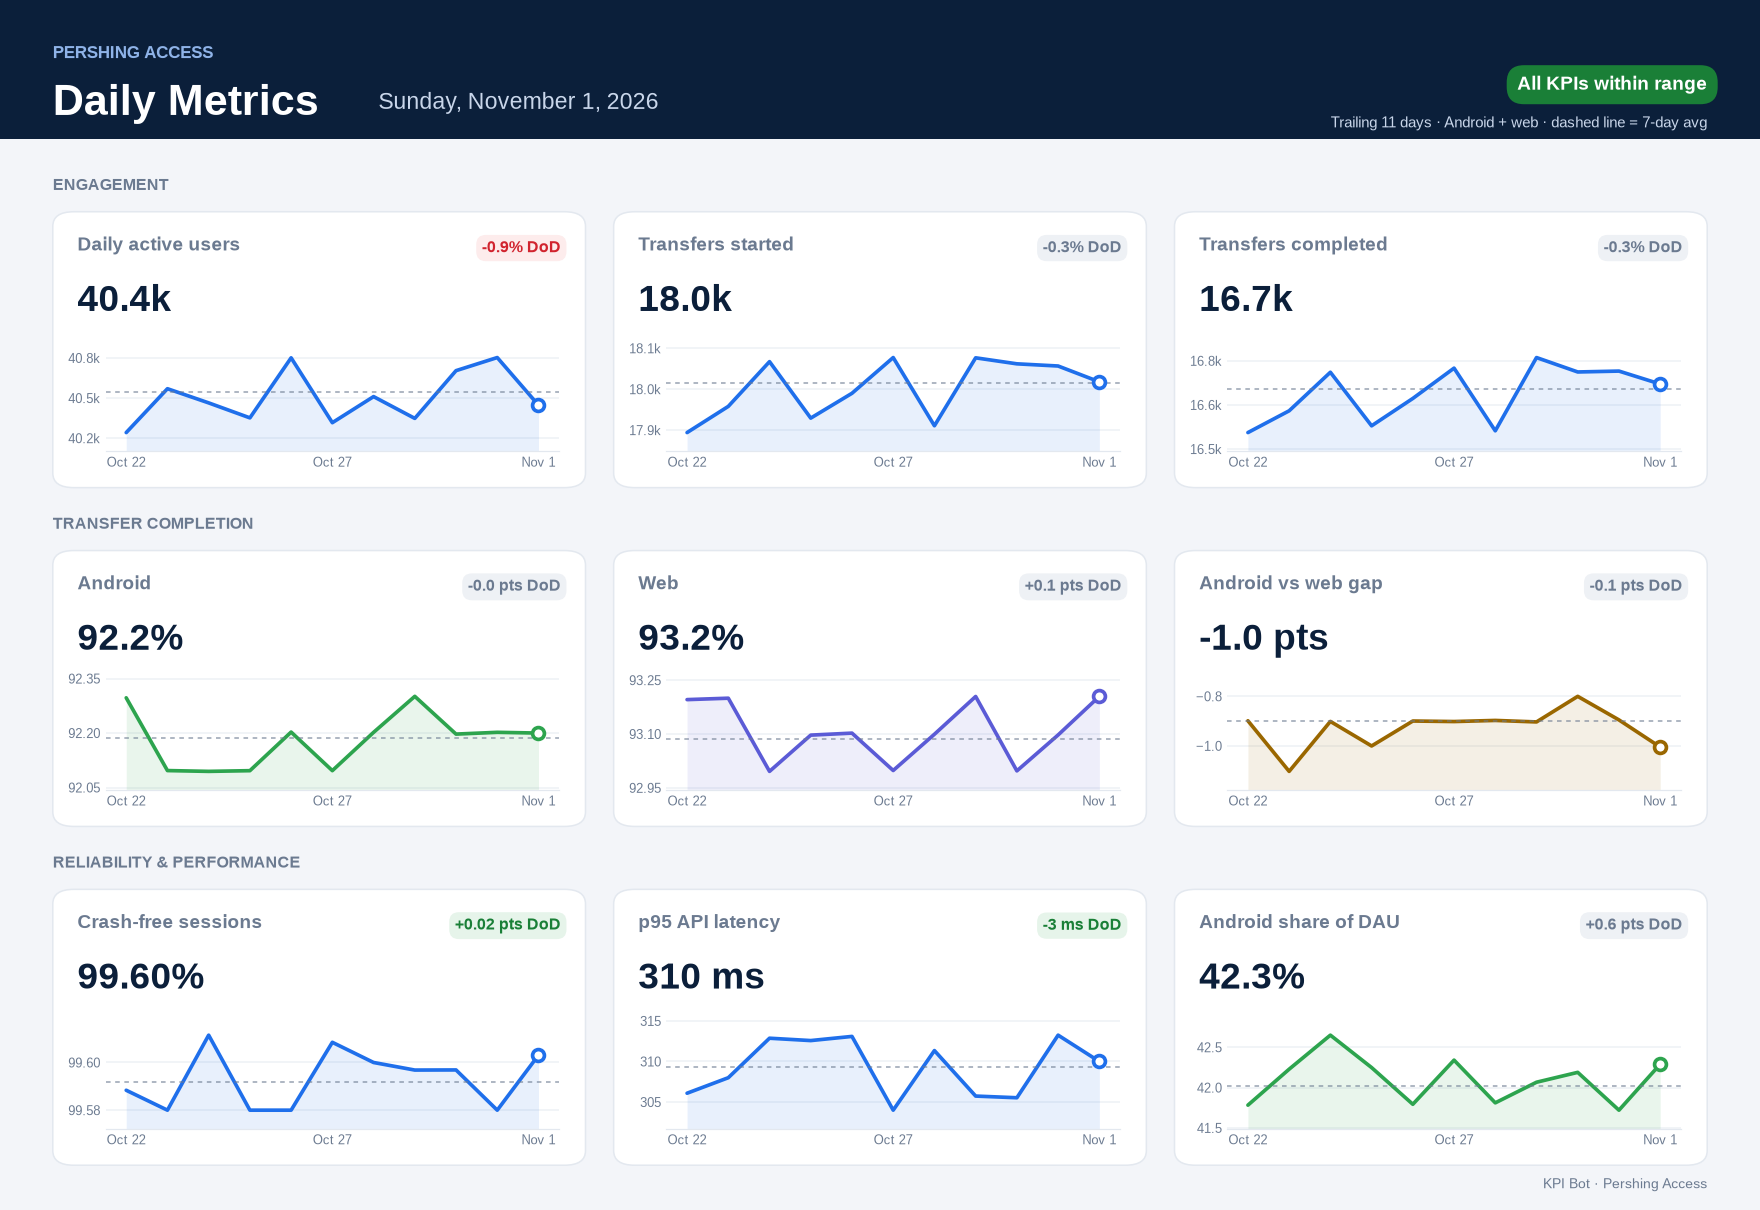 PERSHING ACCESS
Daily Metrics
Sunday, November 1, 2026
All KPIs within range
Trailing 11 days · Android + web · dashed line = 7-day avg
ENGAGEMENT
Daily active users
-0.9% DoD
40.4k
40.8k
40.5k
40.2k
Oct 22
Oct 27
Nov 1
Transfers started
-0.3% DoD
18.0k
18.1k
18.0k
17.9k
Oct 22
Oct 27
Nov 1
Transfers completed
-0.3% DoD
16.7k
16.8k
16.6k
16.5k
Oct 22
Oct 27
Nov 1
TRANSFER COMPLETION
Android
-0.0 pts DoD
92.2%
92.35
92.20
92.05
Oct 22
Oct 27
Nov 1
Web
+0.1 pts DoD
93.2%
93.25
93.10
92.95
Oct 22
Oct 27
Nov 1
Android vs web gap
-0.1 pts DoD
-1.0 pts
−0.8
−1.0
Oct 22
Oct 27
Nov 1
RELIABILITY & PERFORMANCE
Crash-free sessions
+0.02 pts DoD
99.60%
99.60
99.58
Oct 22
Oct 27
Nov 1
p95 API latency
-3 ms DoD
310 ms
315
310
305
Oct 22
Oct 27
Nov 1
Android share of DAU
+0.6 pts DoD
42.3%
42.5
42.0
41.5
Oct 22
Oct 27
Nov 1
KPI Bot · Pershing Access